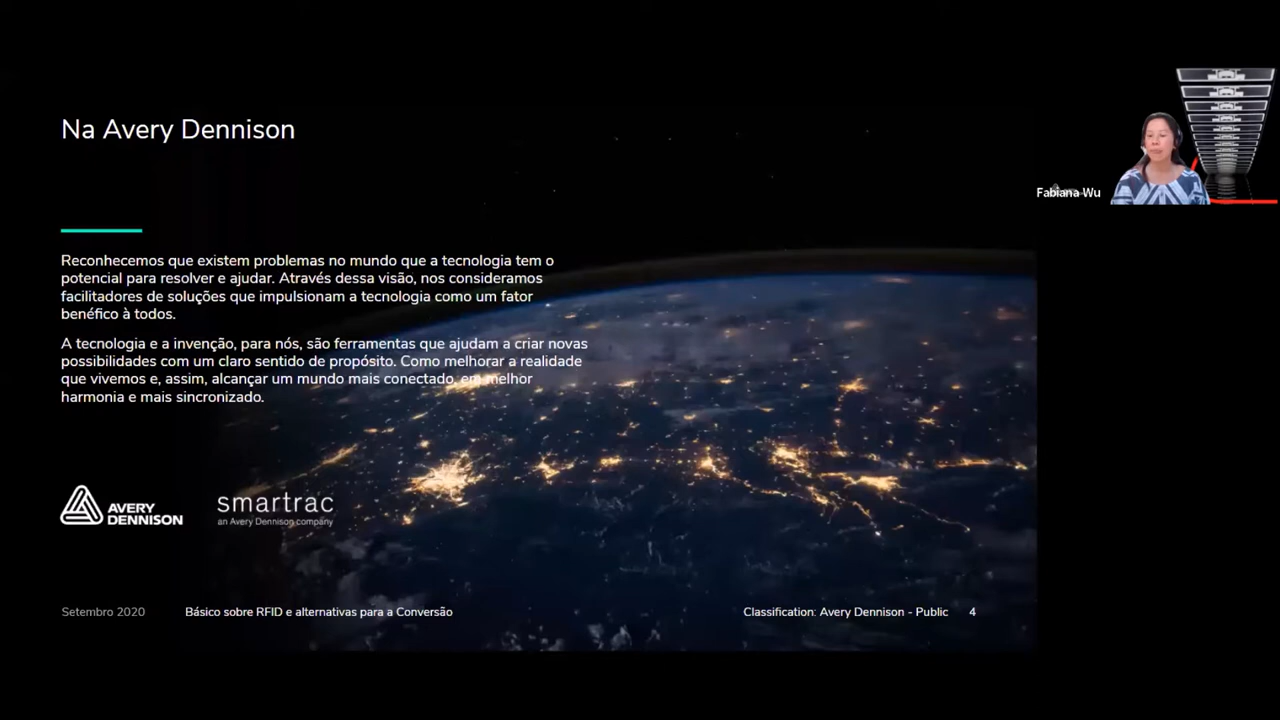 Na Avery Dennison
Fabiana Wu
Reconhecemos que existem problemas no mundo que a tecnologia tem o
potencial para resolver e ajudar. Através dessa visão, nos consideramos
facilitadores de soluções que impulsionam a tecnologia como um fator
benéfico à todos.
A tecnologia e a invenção, para nós, são ferramentas que ajudam a criar novas
possibilidades com um claro sentido de propósito. Como melhorar a realidade
que vivemos e, assim, alcançar um mundo mais conectado, em melhor
harmonia e mais sincronizado.
AVERY
DENNISON
smartrac
an Avery Dennison company
Setembro 2020
Básico sobre RFID e alternativas para a Conversão
Classification: Avery Dennison - Public
4